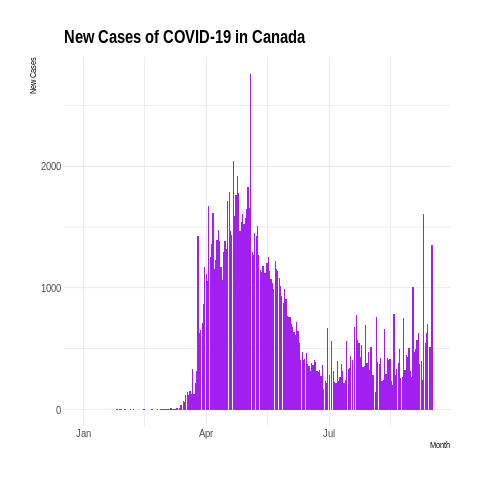 New Cases of COVID-19 in Canada
New Cases
2000
1000
0
Jan Apr Jul
Month